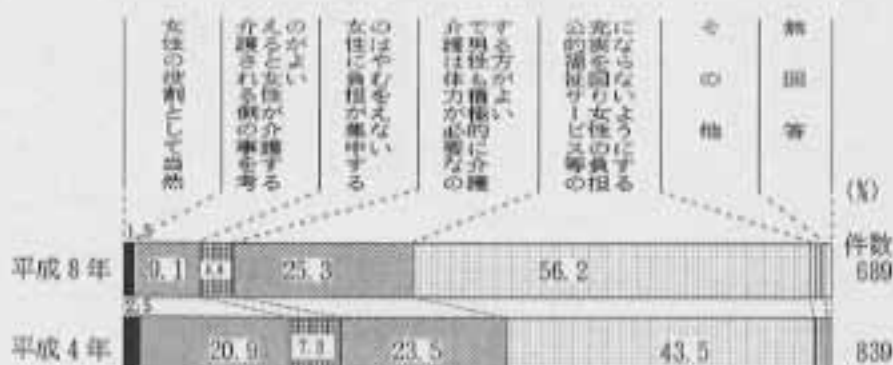 無回答
その他
公的福祉サービス等の
充実を図り女性の負担
にならないようにする
介護は体力が必要なの
で男性も積極的に介護
する方がよい
女性に負担が集中する
のはやむをえない
介護される側の事を考
えると女性が介護する
のがよい
女性の役割として当然
(%)
件数
平成8年
9.1
25.3
56.2
689
平成4年
20.9
7.3
23.5
43.5
839